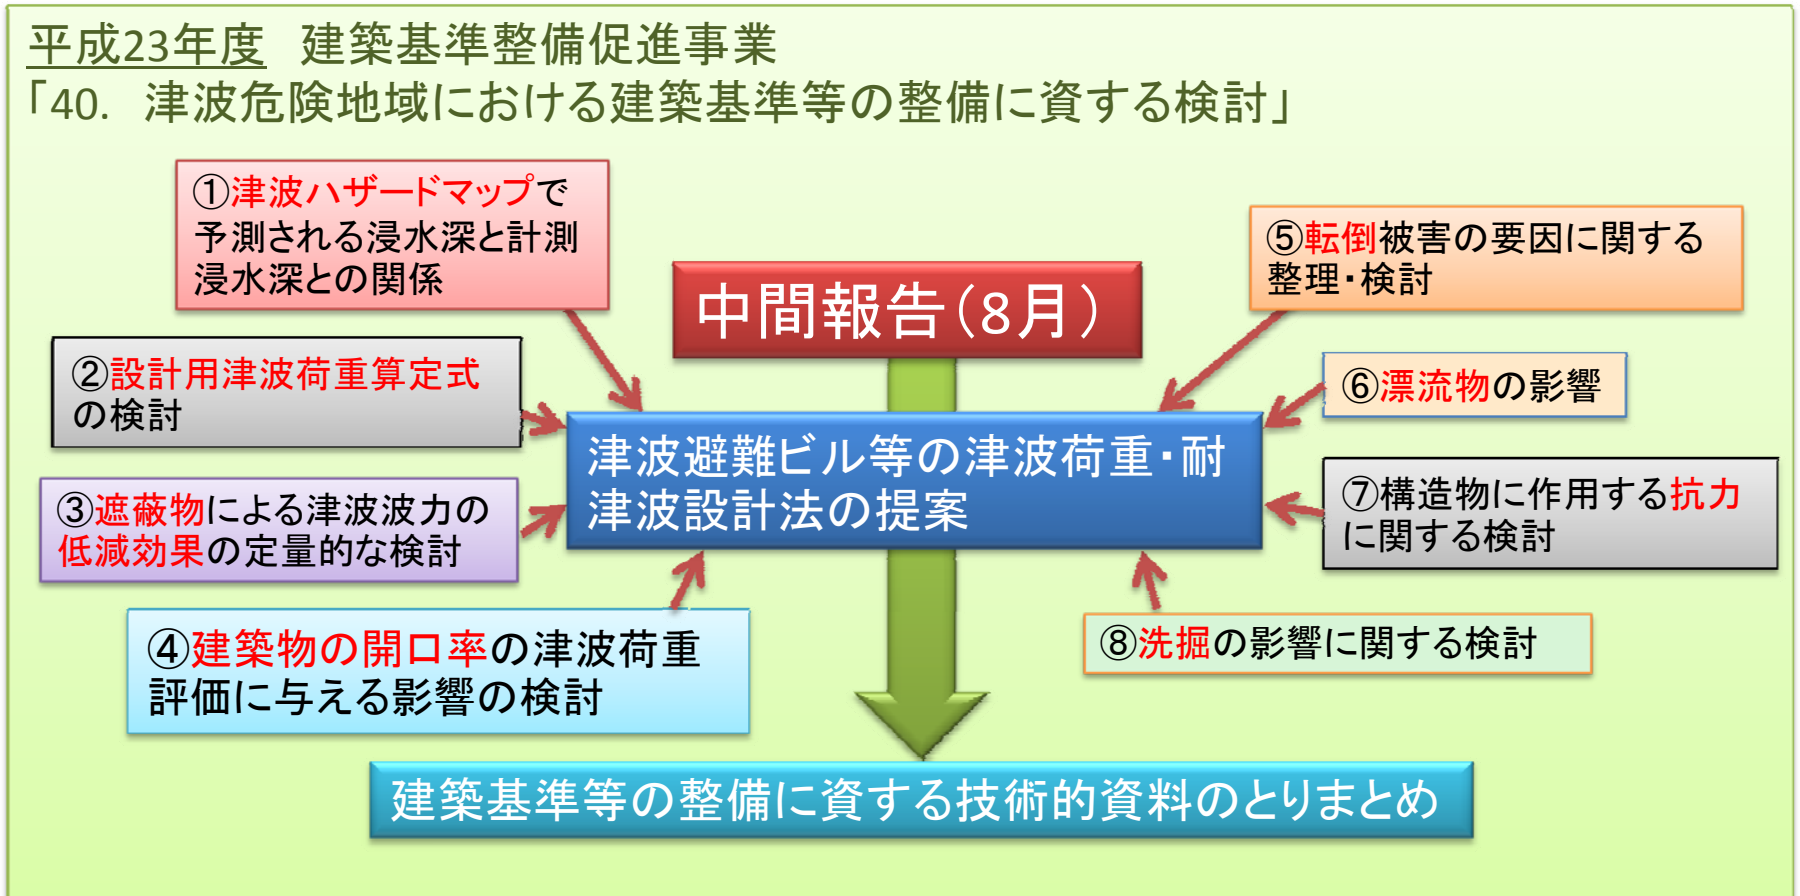 平成23年度　建築基準整備促進事業
「40.　津波危険地域における建築基準等の整備に資する検討」
①津波ハザードマップで
予測される浸水深と計測
浸水深との関係
②設計用津波荷重算定式
の検討
③遮蔽物による津波波力の
低減効果の定量的な検討
④建築物の開口率の津波荷重
評価に与える影響の検討
中間報告（8月）
津波避難ビル等の津波荷重・耐
津波設計法の提案
⑤転倒被害の要因に関する
整理・検討
⑥漂流物の影響
⑦構造物に作用する抗力
に関する検討
⑧洗掘の影響に関する検討
建築基準等の整備に資する技術的資料のとりまとめ